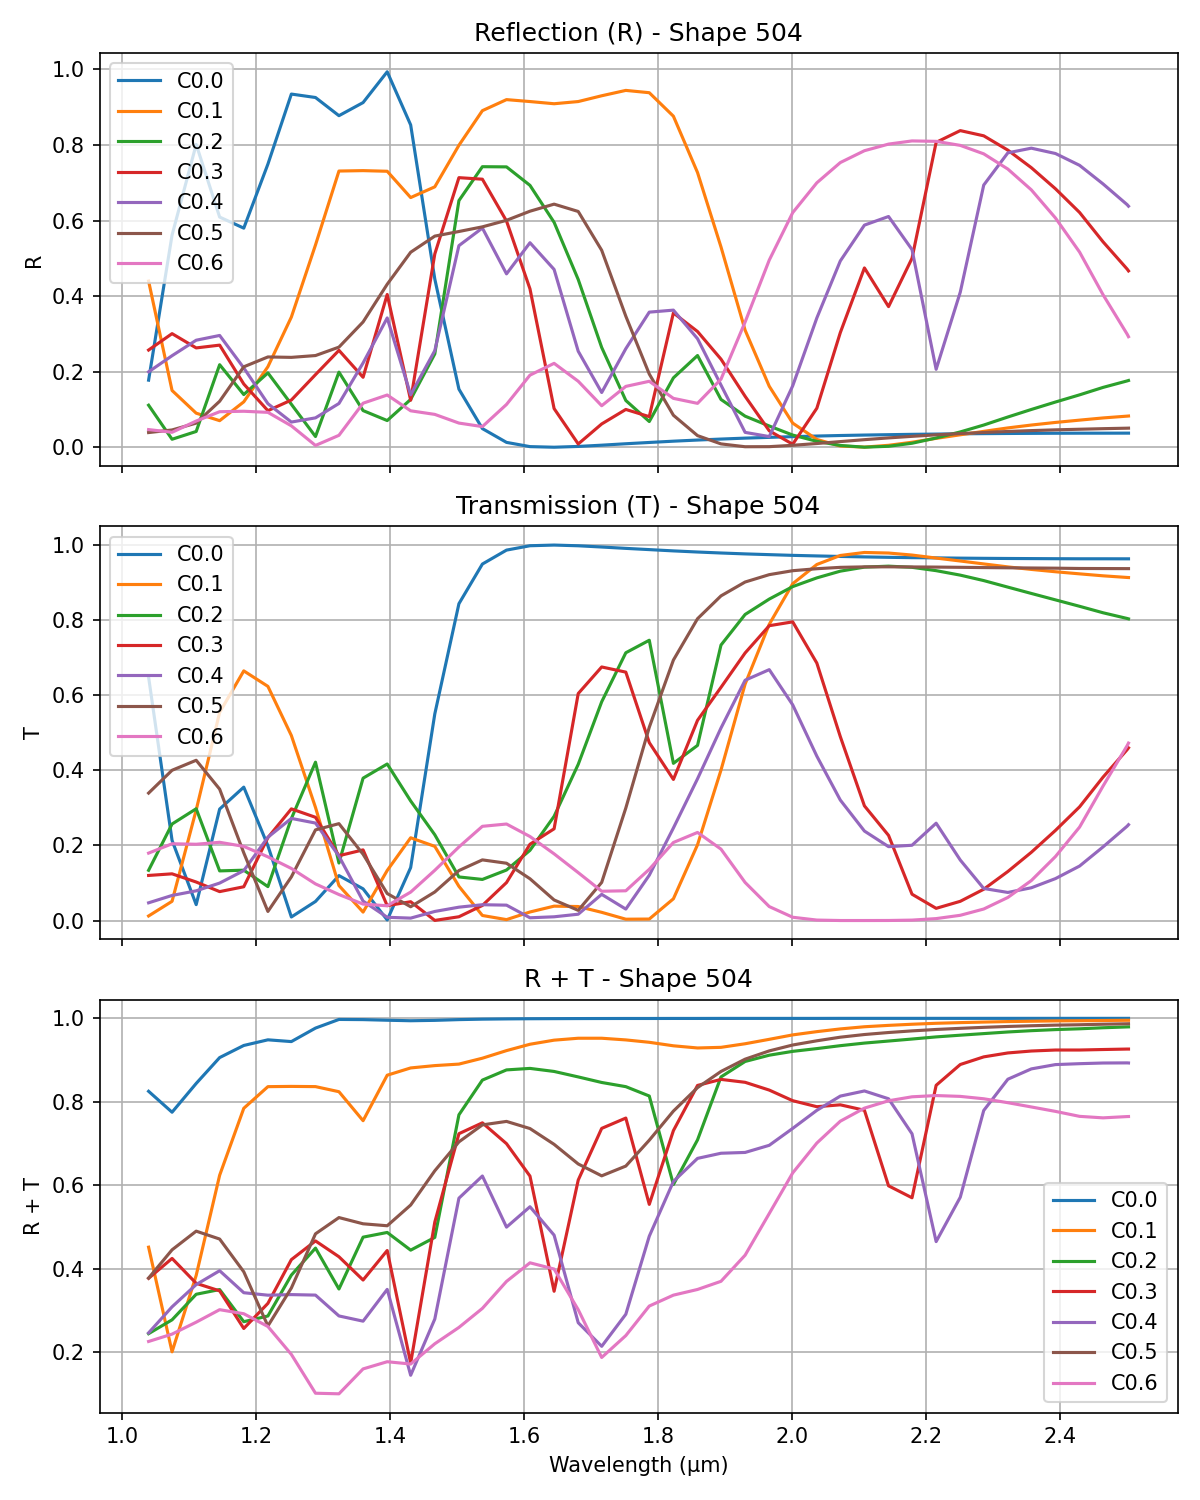 Reflection (R) - Shape 504
1.0
0.8
0.6
0.4
0.2
0.0
R
C0.0
C0.1
C0.2
C0.3
C0.4
C0.5
C0.6
Transmission (T) - Shape 504
1.0
0.8
0.6
0.4
0.2
0.0
T
C0.0
C0.1
C0.2
C0.3
C0.4
C0.5
C0.6
R + T - Shape 504
1.0
0.8
0.6
0.4
0.2
R + T
C0.0
C0.1
C0.2
C0.3
C0.4
C0.5
C0.6
1.0 1.2 1.4 1.6 1.8 2.0 2.2 2.4
Wavelength (μm)